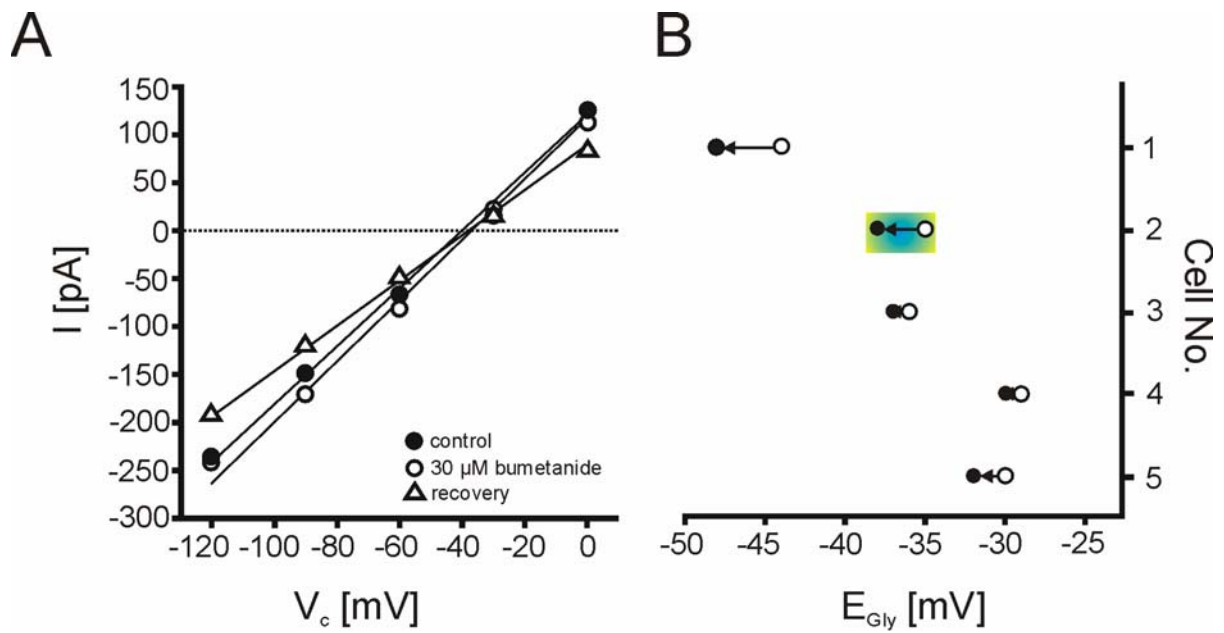 A
B
150
100
50
0
-50
-100
-150
-200
-250
-300
I [pA]
-120 -100 -80 -60 -40 -20 0
V_c [mV]
control
30 µM bumetanide
recovery
1
2
3
4
5
Cell No.
-50 -45 -40 -35 -30 -25
E_Gly [mV]